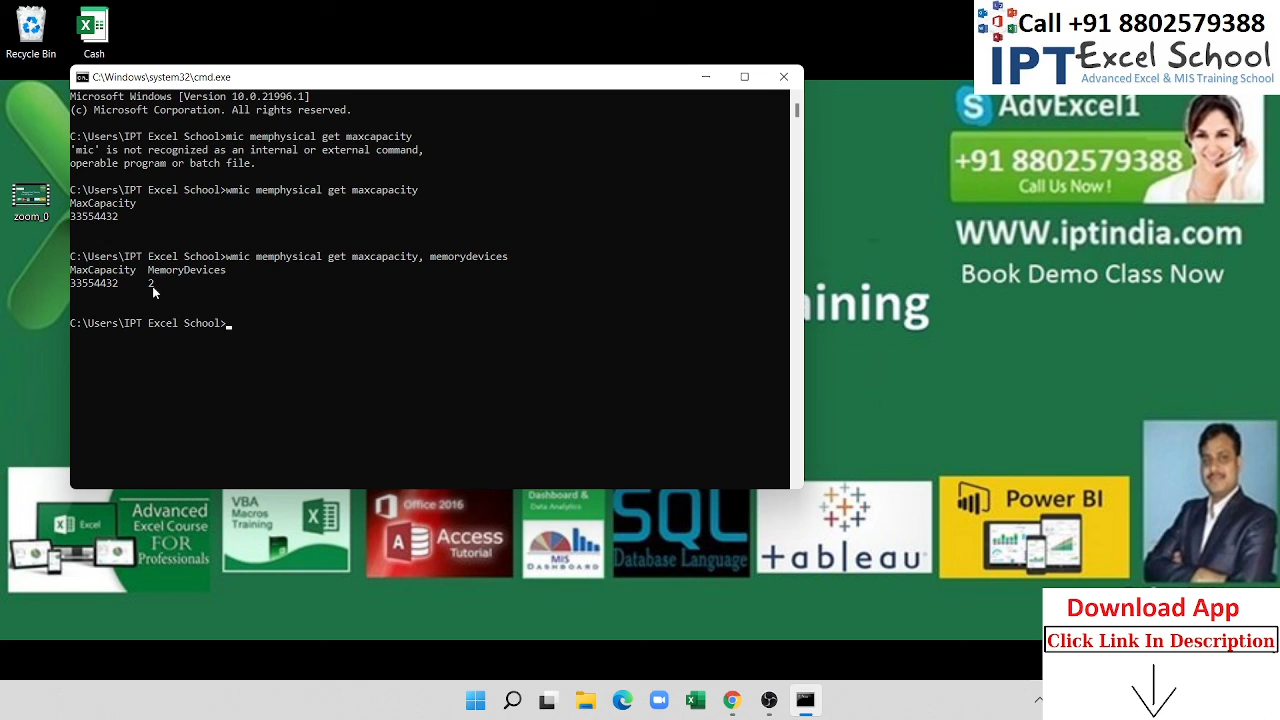 Recycle Bin
Cash
zoom_0
C:\Windows\system32\cmd.exe
Microsoft Windows [Version 10.0.21996.1]
(c) Microsoft Corporation. All rights reserved.
C:\Users\IPT Excel School>mic memphysical get maxcapacity
'mic' is not recognized as an internal or external command,
operable program or batch file.
C:\Users\IPT Excel School>wmic memphysical get maxcapacity
MaxCapacity
33554432
C:\Users\IPT Excel School>wmic memphysical get maxcapacity, memorydevices
MaxCapacity MemoryDevices
33554432 2
C:\Users\IPT Excel School>
Call +91 8802579388
IPT Excel School
Advanced Excel & MIS Training School
AdvExcel1
+91 8802579388
Call Us Now !
WWW.iptindia.com
Book Demo Class Now
ining
Excel
Advanced
Excel Course
FOR
Professionals
VBA
Macros
Training
Office 2016
Access
Tutorial
Dashboard &
Data Analytics
MIS
DASHBOARD
SQL
Database Language
+ableau
Power BI
Download App
Click Link In Description